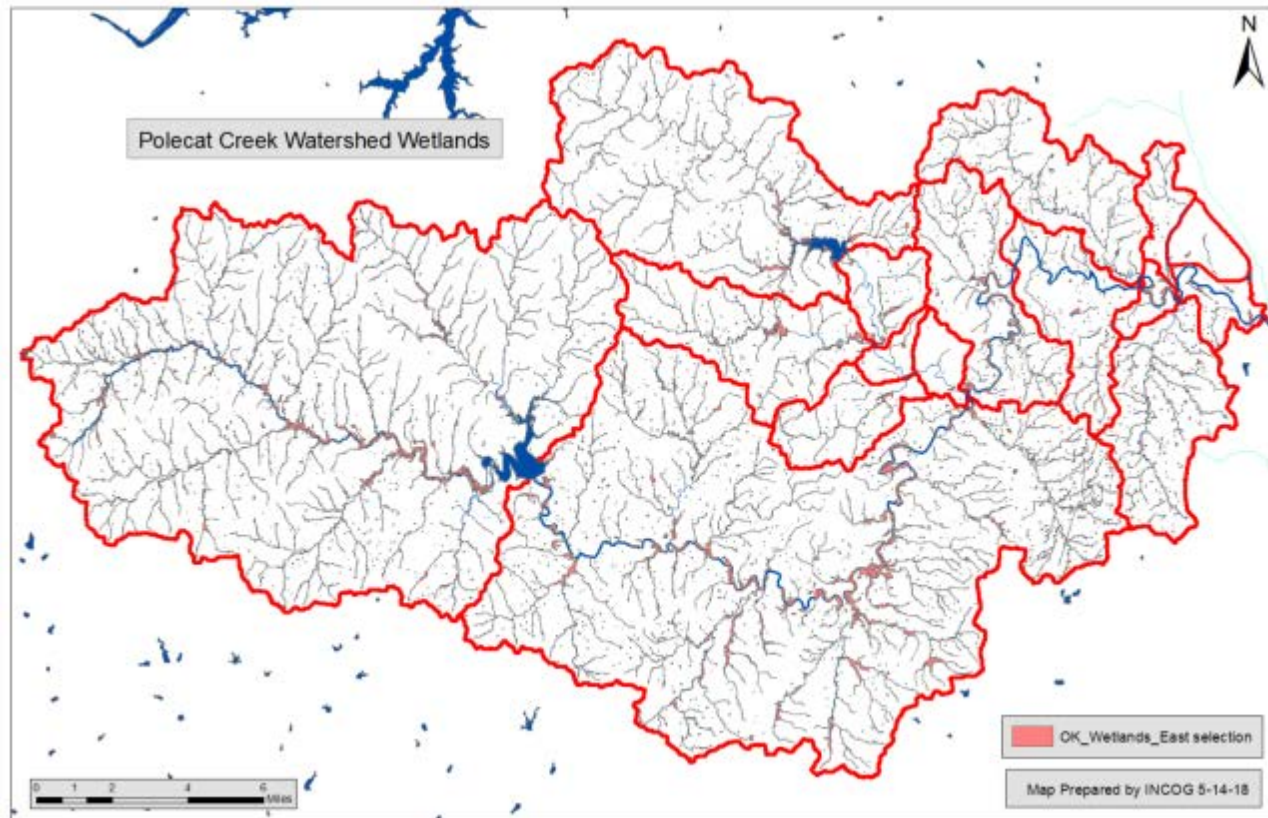 N
Polecat Creek Watershed Wetlands
OK_Wetlands_East selection
0 1 2 4 6
Miles
Map Prepared by INCOG 5-14-18